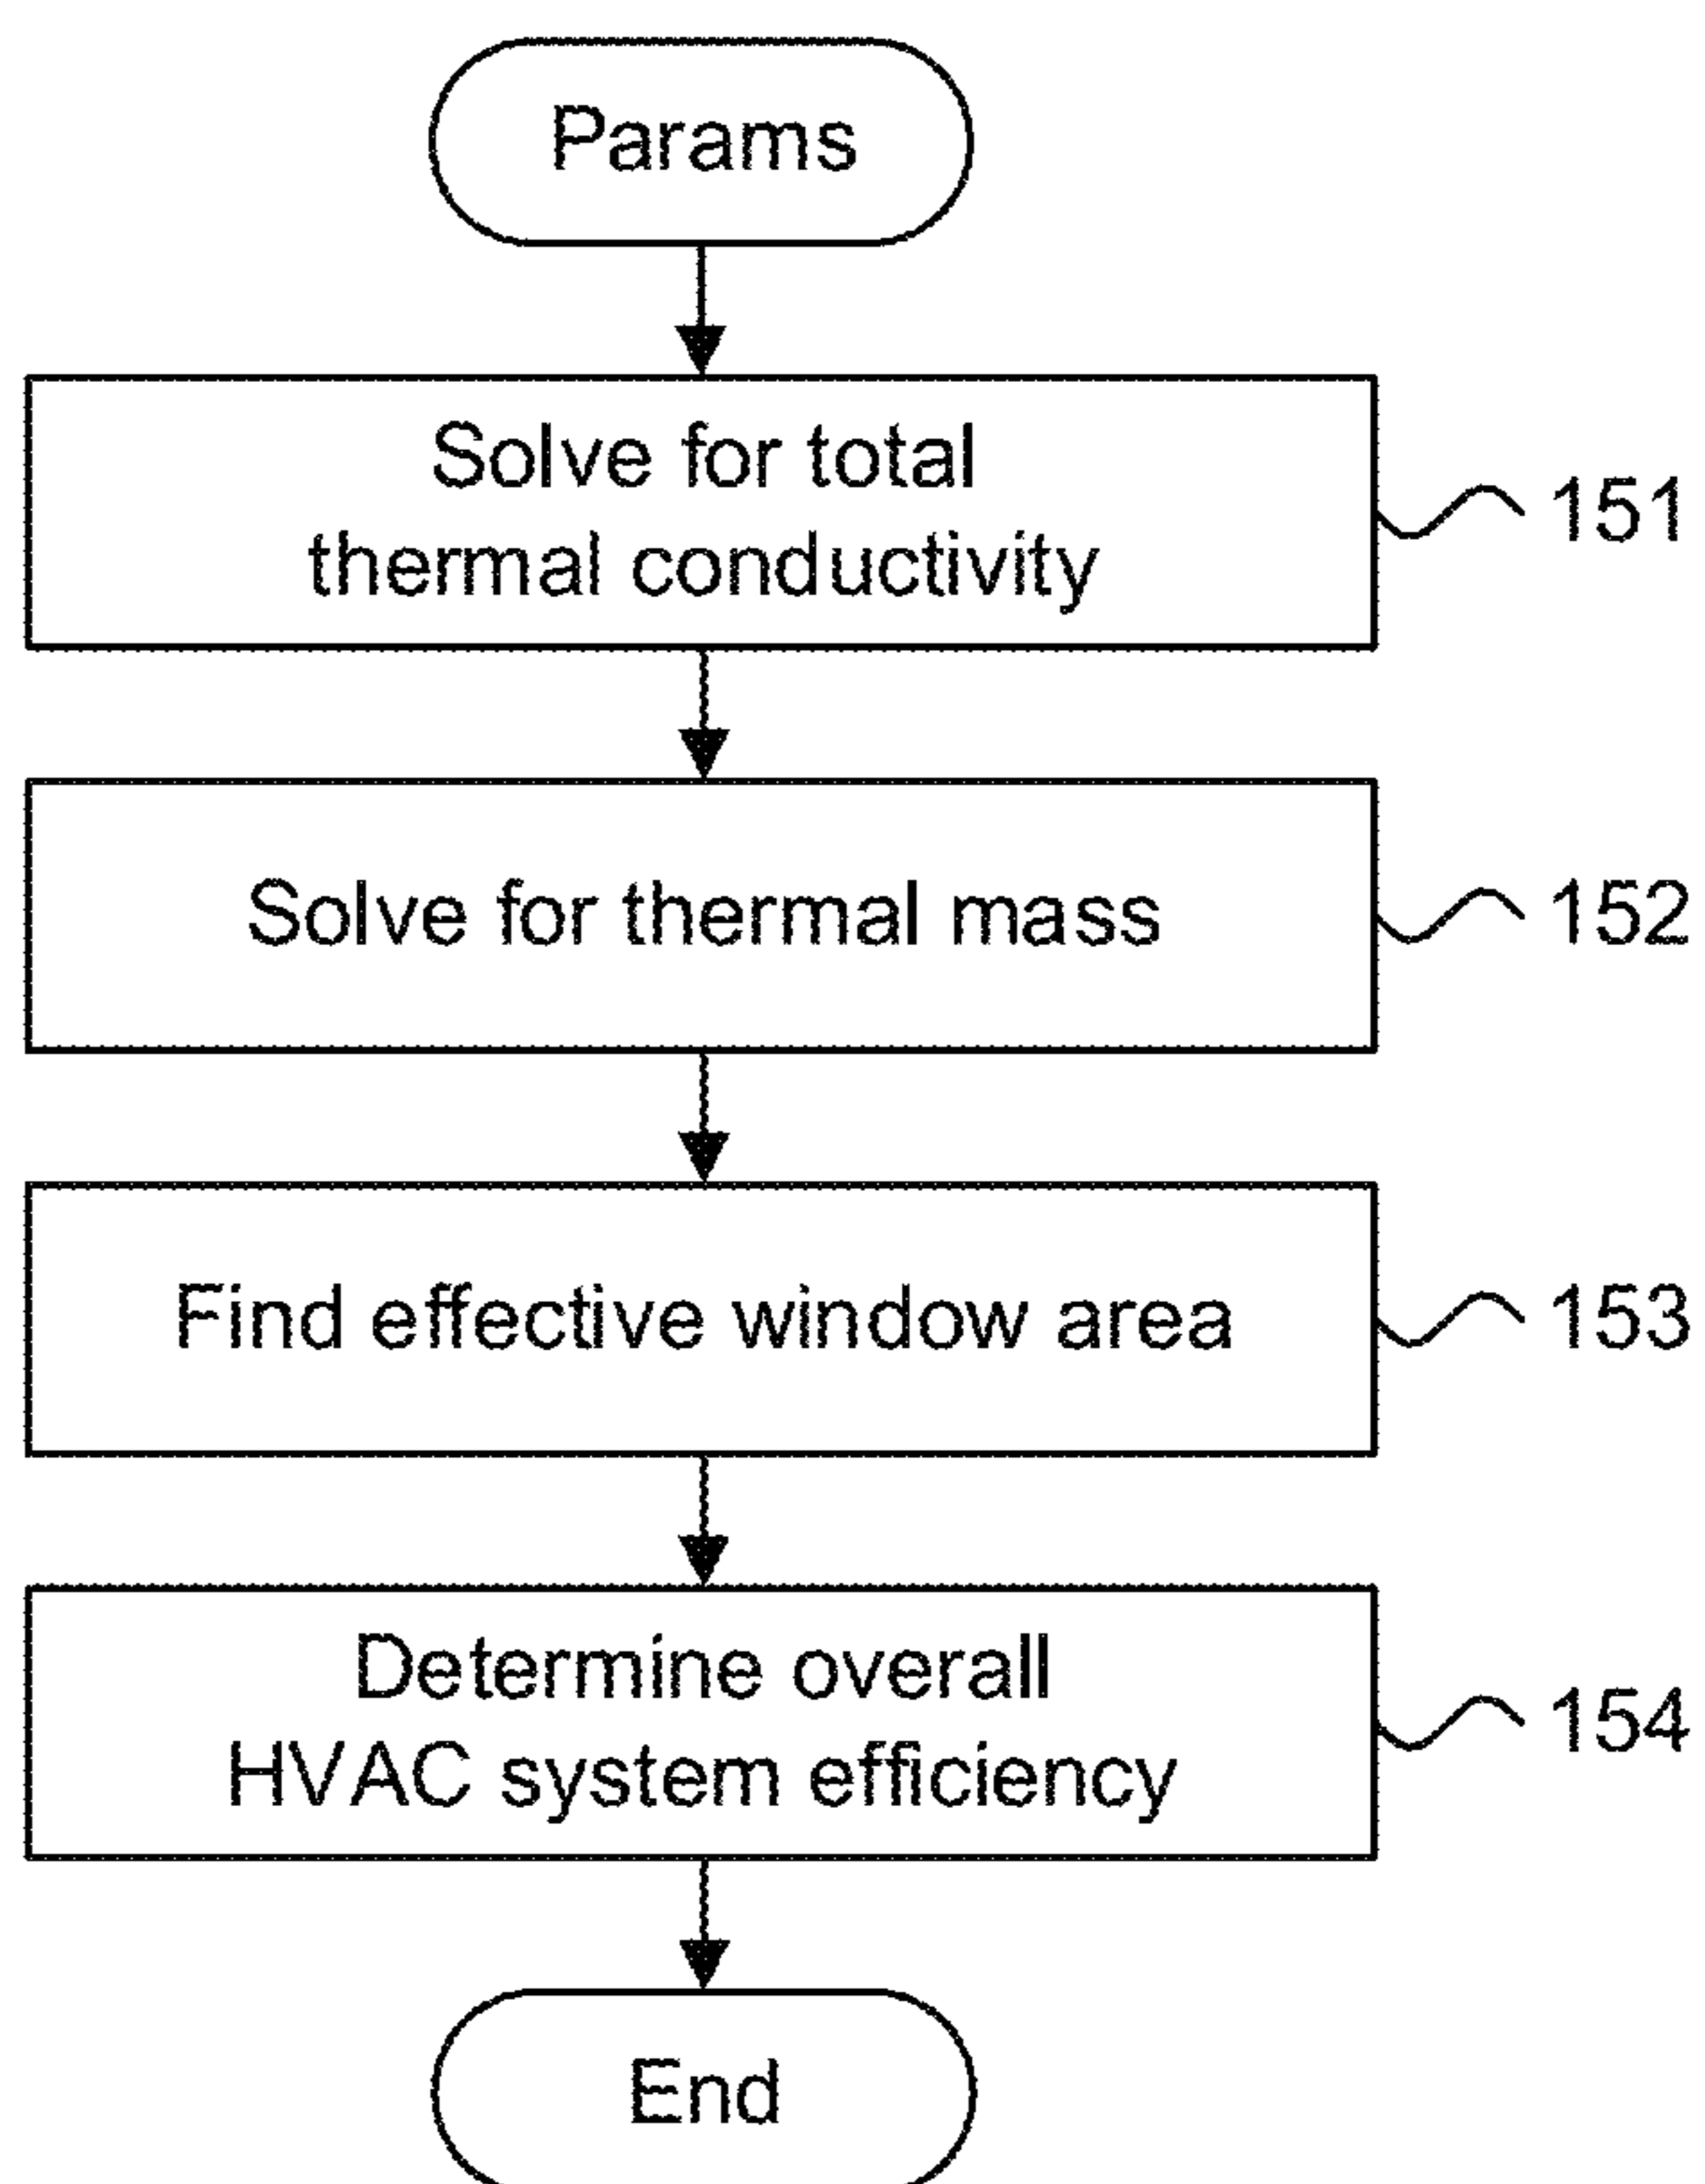 Params
Solve for total
thermal conductivity
151
Solve for thermal mass
152
Find effective window area
153
Determine overall
HVAC system efficiency
154
End